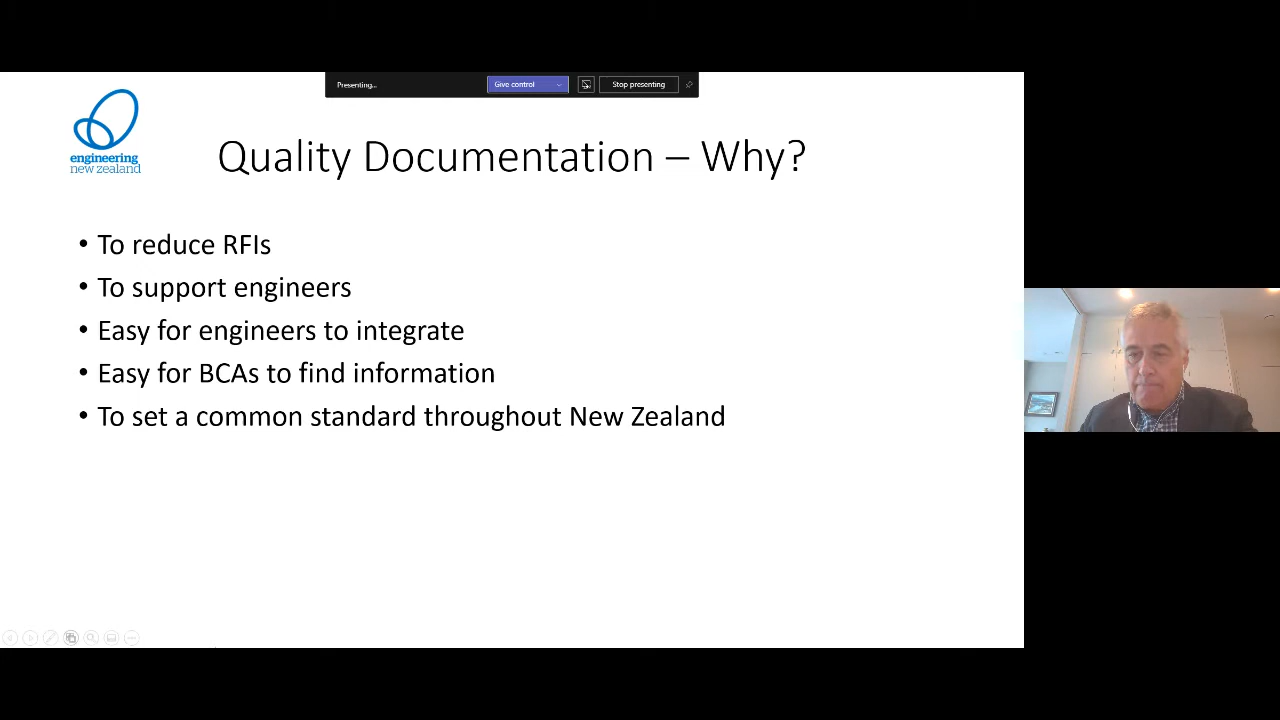 Presenting...
Give control
Stop presenting
engineering
new zealand
Quality Documentation – Why?
• To reduce RFIs
• To support engineers
• Easy for engineers to integrate
• Easy for BCAs to find information
• To set a common standard throughout New Zealand